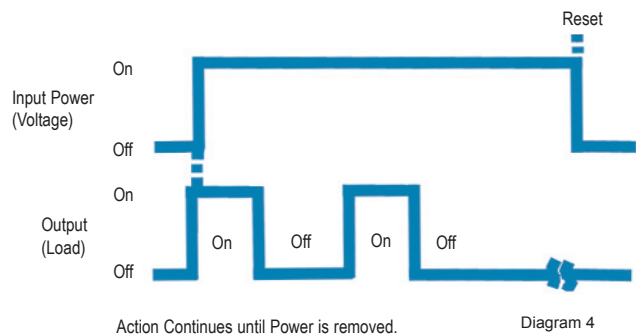 Reset
On
Input Power
(Voltage)
Off
On
Output
(Load)
On Off On Off
Off
Action Continues until Power is removed.
Diagram 4